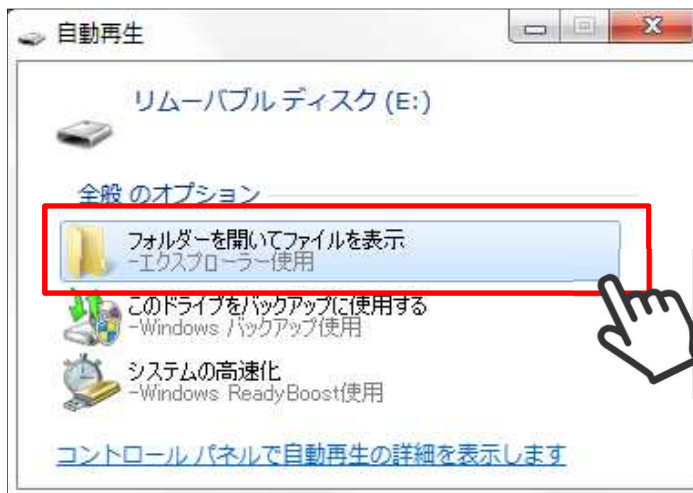 自動再生
リムーバブル ディスク (E:)
全般 のオプション
フォルダーを開いてファイルを表示
-エクスプローラー使用
このドライブをバックアップに使用する
-Windows バックアップ使用
システムの高速化
-Windows ReadyBoost使用
コントロール パネルで自動再生の詳細を表示します